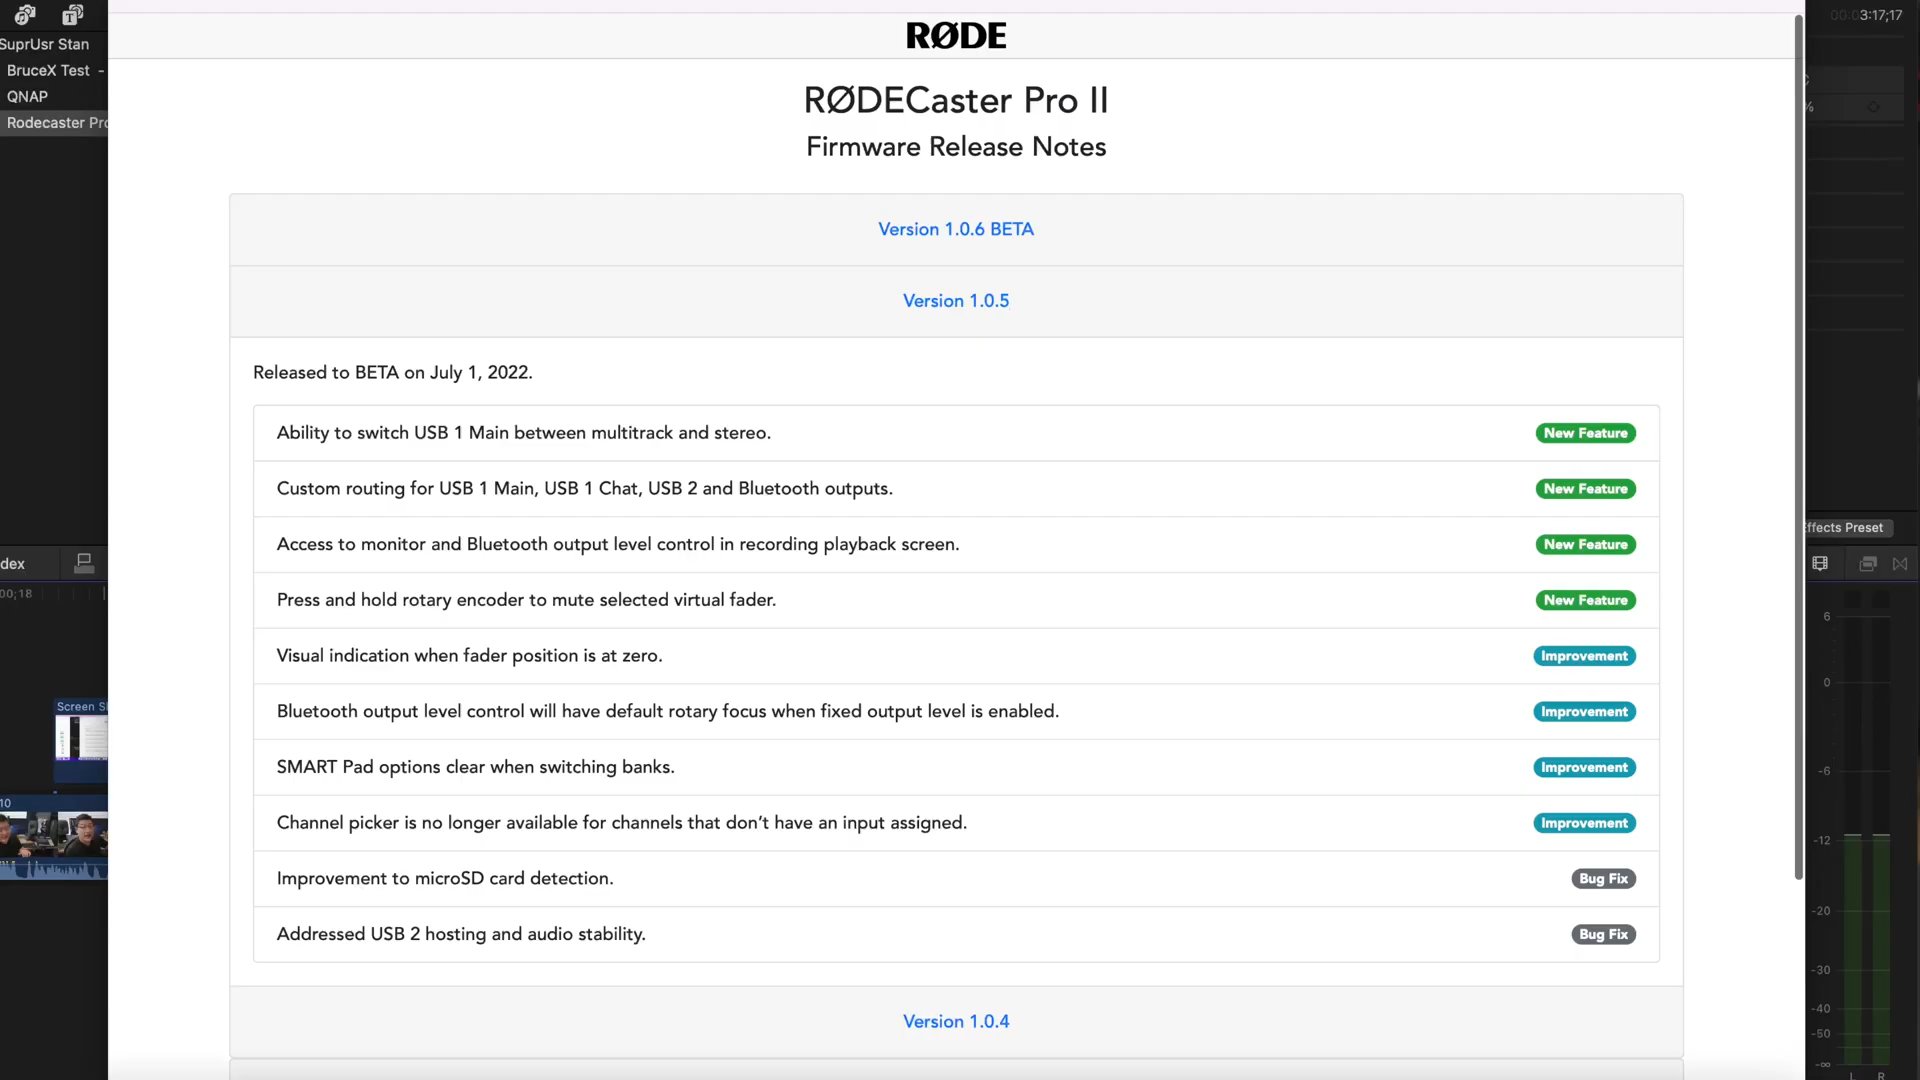 00:03:17;17
SuprUsr Stan
BruceX Test -
QNAP
Rodecaster Pro
RØDE
RØDECaster Pro II
Firmware Release Notes
Version 1.0.6 BETA
Version 1.0.5
Released to BETA on July 1, 2022.
Ability to switch USB 1 Main between multitrack and stereo.
New Feature
Custom routing for USB 1 Main, USB 1 Chat, USB 2 and Bluetooth outputs.
New Feature
Access to monitor and Bluetooth output level control in recording playback screen.
New Feature
Press and hold rotary encoder to mute selected virtual fader.
New Feature
Visual indication when fader position is at zero.
Improvement
Bluetooth output level control will have default rotary focus when fixed output level is enabled.
Improvement
SMART Pad options clear when switching banks.
Improvement
Channel picker is no longer available for channels that don’t have an input assigned.
Improvement
Improvement to microSD card detection.
Bug Fix
Addressed USB 2 hosting and audio stability.
Bug Fix
Version 1.0.4
%
ffects Preset
dex
00;18
Screen S
10
6
0
-6
-12
-20
-30
-40
-50
-∞
L R